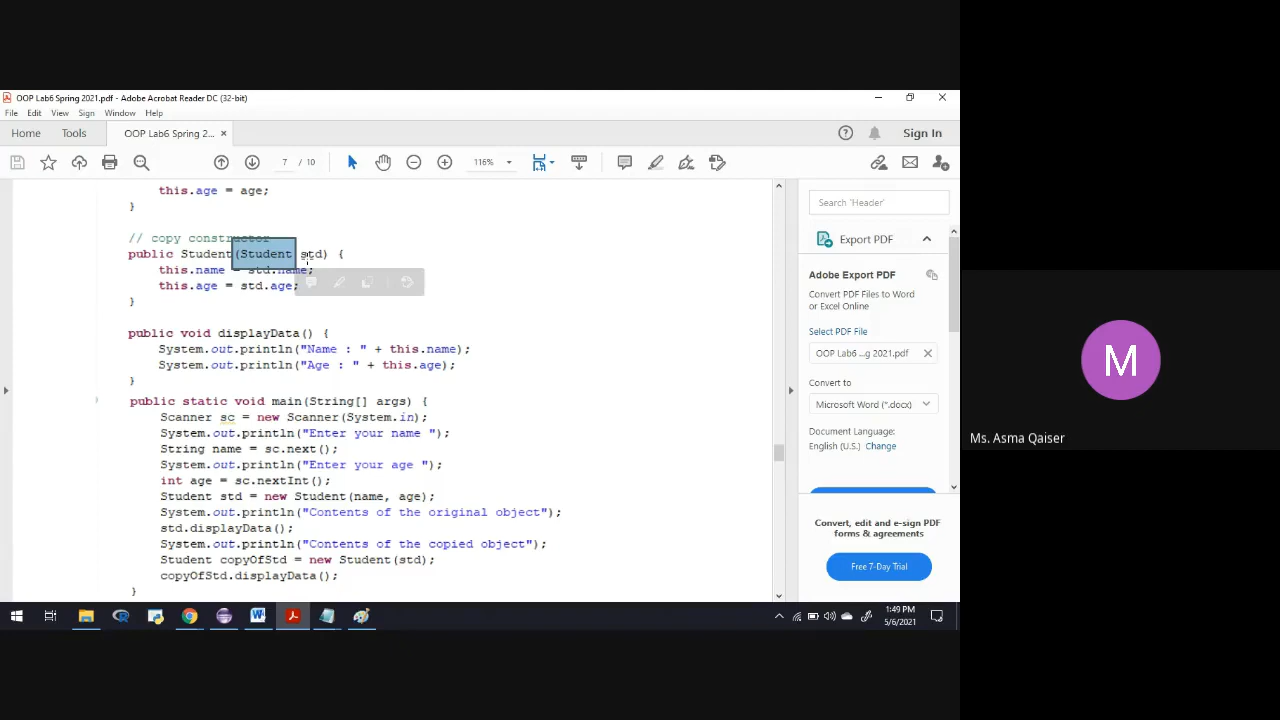 OOP Lab6 Spring 2021.pdf - Adobe Acrobat Reader DC (32-bit)
File Edit View Sign Window Help
Home Tools OOP Lab6 Spring 2... × Sign In
7 / 10 116%
this.age = age;
}
// copy constructor
public Student(Student std) {
this.name = std.name;
this.age = std.age;
}
public void displayData() {
System.out.println("Name : " + this.name);
System.out.println("Age : " + this.age);
}
public static void main(String[] args) {
Scanner sc = new Scanner(System.in);
System.out.println("Enter your name ");
String name = sc.next();
System.out.println("Enter your age ");
int age = sc.nextInt();
Student std = new Student(name, age);
System.out.println("Contents of the original object");
std.displayData();
System.out.println("Contents of the copied object");
Student copyOfStd = new Student(std);
copyOfStd.displayData();
}
Search 'Header'
Export PDF
Adobe Export PDF
Convert PDF Files to Word
or Excel Online
Select PDF File
OOP Lab6 ...g 2021.pdf
Convert to
Microsoft Word (*.docx)
Document Language:
English (U.S.) Change
Convert, edit and e-sign PDF
forms & agreements
Free 7-Day Trial
1:49 PM
5/6/2021
M
Ms. Asma Qaiser